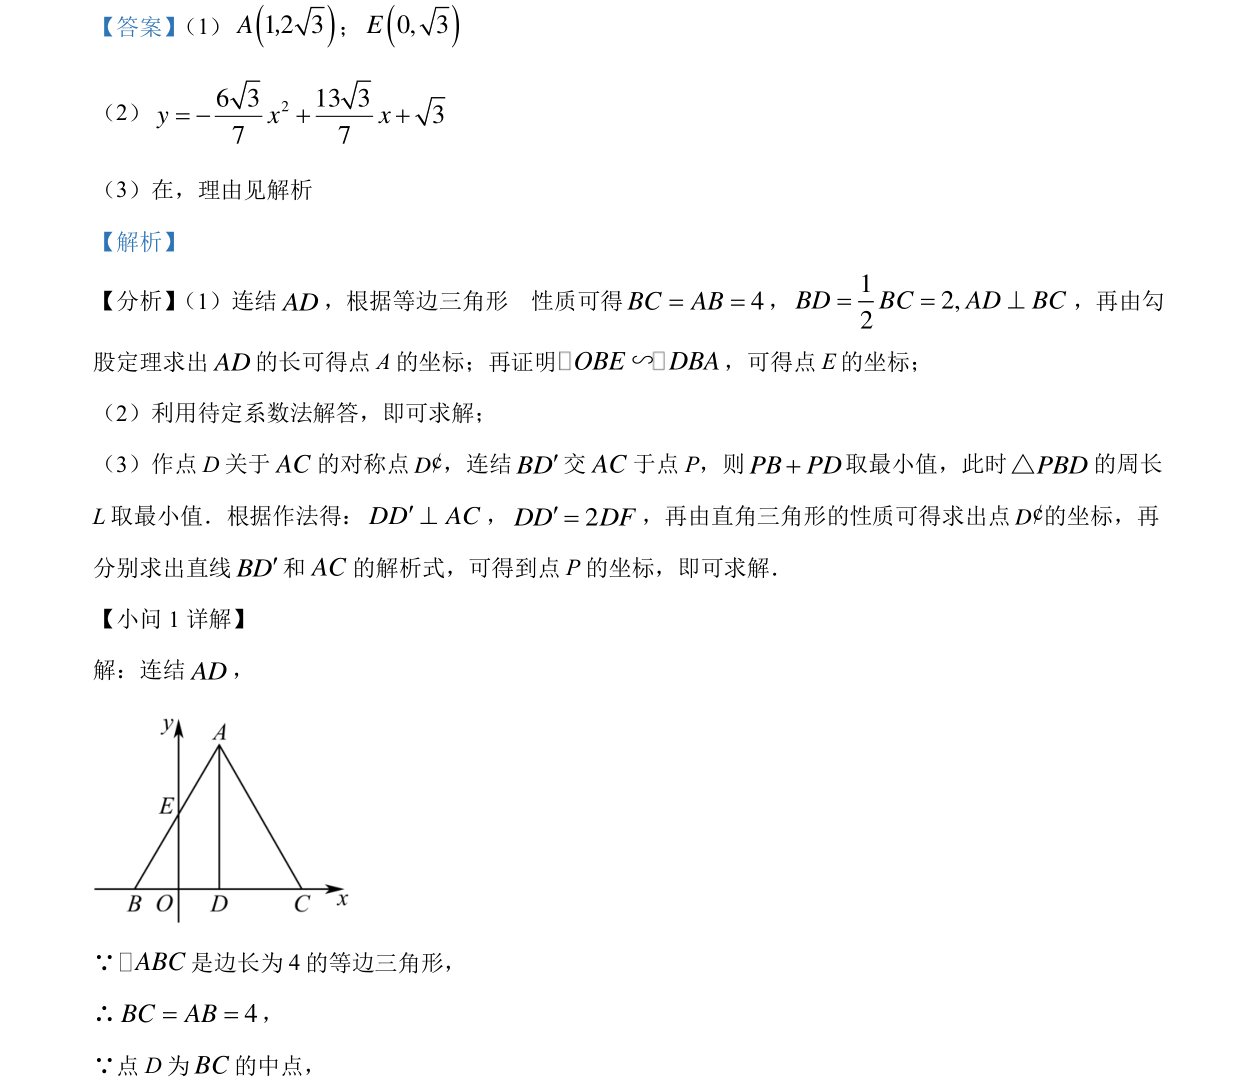 【答案】（1）A(1,2√3)；E(0,√3)
（2）y=-6√3/7 x²+13√3/7 x+√3
（3）在，理由见解析
【解析】
【分析】（1）连结 AD，根据等边三角形 性质可得 BC=AB=4，BD=1/2 BC=2, AD⊥BC，再由勾
股定理求出 AD 的长可得点 A 的坐标；再证明□OBE∽□DBA，可得点 E 的坐标；
（2）利用待定系数法解答，即可求解；
（3）作点 D 关于 AC 的对称点 D¢，连结 BD′ 交 AC 于点 P，则 PB+PD 取最小值，此时△PBD 的周长
L 取最小值．根据作法得：DD′⊥AC，DD′=2DF，再由直角三角形的性质可得求出点 D¢的坐标，再
分别求出直线 BD′ 和 AC 的解析式，可得到点 P 的坐标，即可求解．
【小问 1 详解】
解：连结 AD，
y A
E
B O D C x
∵□ABC 是边长为 4 的等边三角形，
∴BC=AB=4，
∵点 D 为 BC 的中点，